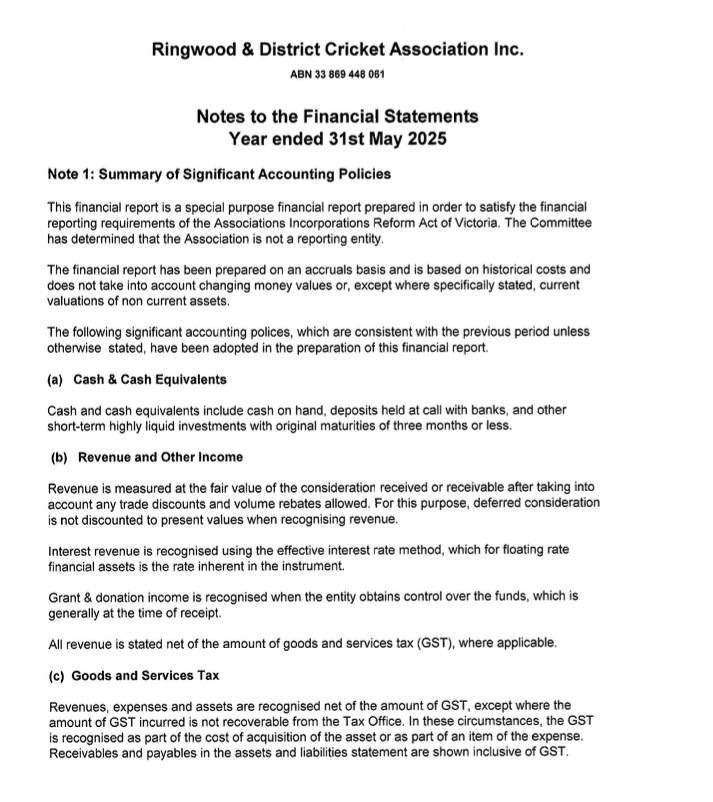 Ringwood & District Cricket Association Inc.
ABN 33 869 448 061
Notes to the Financial Statements
Year ended 31st May 2025
Note 1: Summary of Significant Accounting Policies
This financial report is a special purpose financial report prepared in order to satisfy the financial
reporting requirements of the Associations Incorporations Reform Act of Victoria. The Committee
has determined that the Association is not a reporting entity.
The financial report has been prepared on an accruals basis and is based on historical costs and
does not take into account changing money values or, except where specifically stated, current
valuations of non current assets.
The following significant accounting polices, which are consistent with the previous period unless
otherwise stated, have been adopted in the preparation of this financial report.
(a) Cash & Cash Equivalents
Cash and cash equivalents include cash on hand, deposits held at call with banks, and other
short-term highly liquid investments with original maturities of three months or less.
(b) Revenue and Other Income
Revenue is measured at the fair value of the consideration received or receivable after taking into
account any trade discounts and volume rebates allowed. For this purpose, deferred consideration
is not discounted to present values when recognising revenue.
Interest revenue is recognised using the effective interest rate method, which for floating rate
financial assets is the rate inherent in the instrument.
Grant & donation income is recognised when the entity obtains control over the funds, which is
generally at the time of receipt.
All revenue is stated net of the amount of goods and services tax (GST), where applicable.
(c) Goods and Services Tax
Revenues, expenses and assets are recognised net of the amount of GST, except where the
amount of GST incurred is not recoverable from the Tax Office. In these circumstances, the GST
is recognised as part of the cost of acquisition of the asset or as part of an item of the expense.
Receivables and payables in the assets and liabilities statement are shown inclusive of GST.